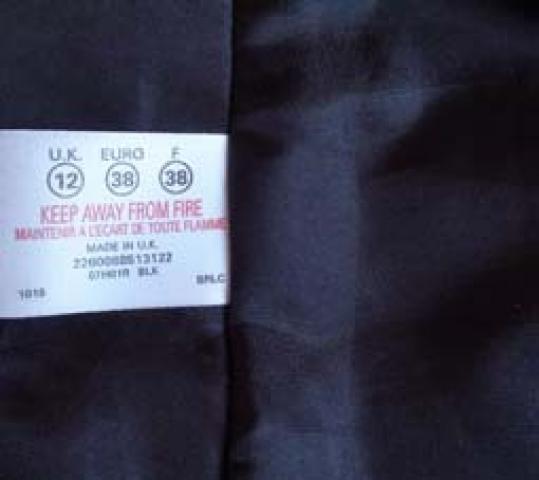 U.K. EURO F
12 38 38
KEEP AWAY FROM FIRE
MAINTENIR A L'ECART DE TOUTE FLAMME
MADE IN U.K.
BLK
1015